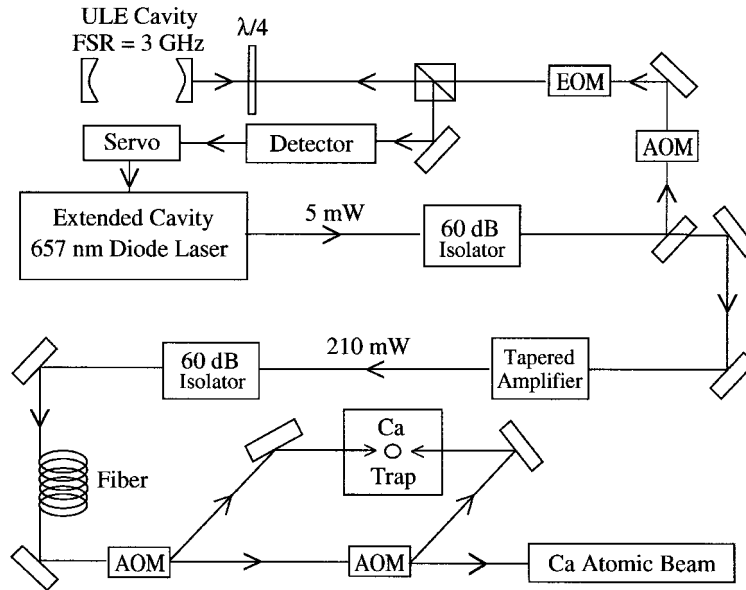 ULE Cavity
FSR = 3 GHz
λ/4
EOM
AOM
Servo
Detector
Extended Cavity
657 nm Diode Laser
5 mW
60 dB
Isolator
60 dB
Isolator
210 mW
Tapered
Amplifier
Ca
Trap
Fiber
AOM
AOM
Ca Atomic Beam